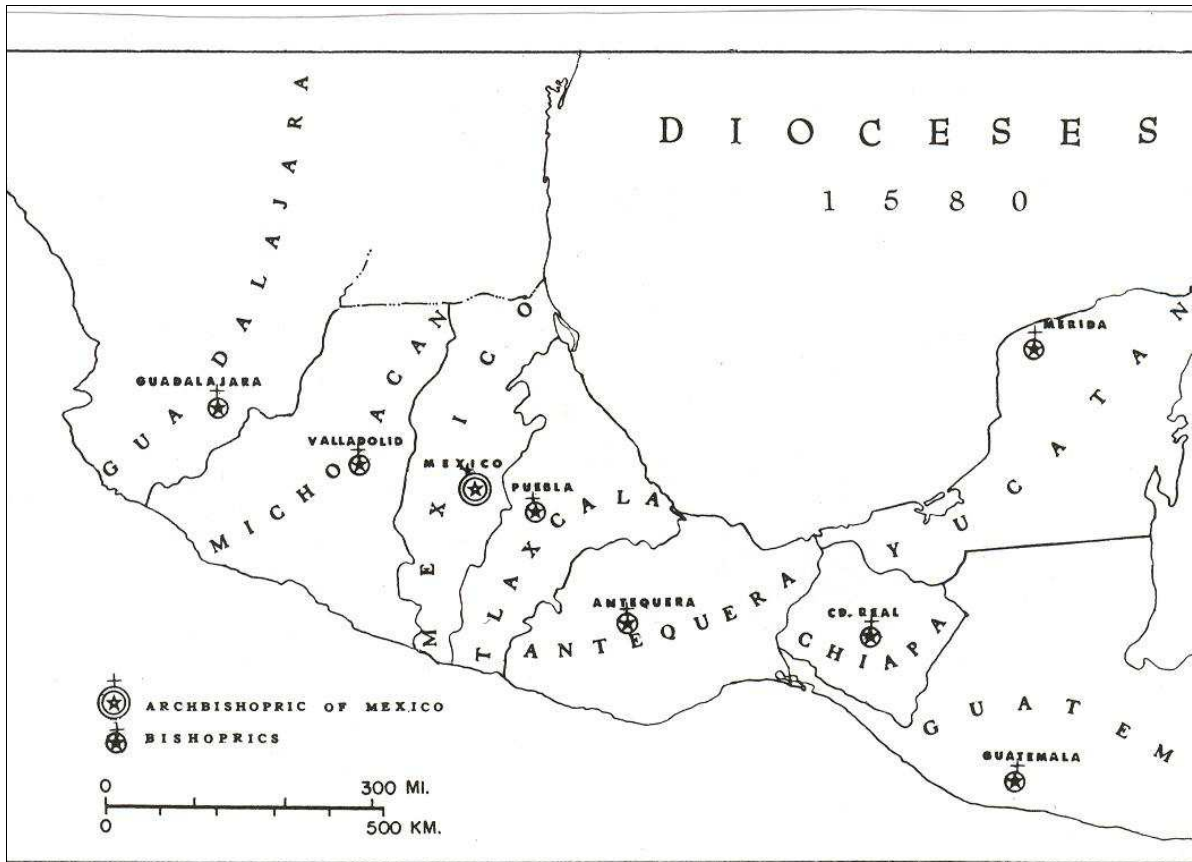 DIOCESES
1580
GUADALAJARA
GUADALAJARA
MICHOACAN
VALLADOLID
MEXICO
MEXICO
TLAXCALA
PUEBLA
ANTEQUERA
ANTEQUERA
CHIAPA
CD. REAL
YUCATAN
MERIDA
GUATEM
GUATEMALA
ARCHBISHOPRIC OF MEXICO
BISHOPRICS
0 300 MI.
0 500 KM.